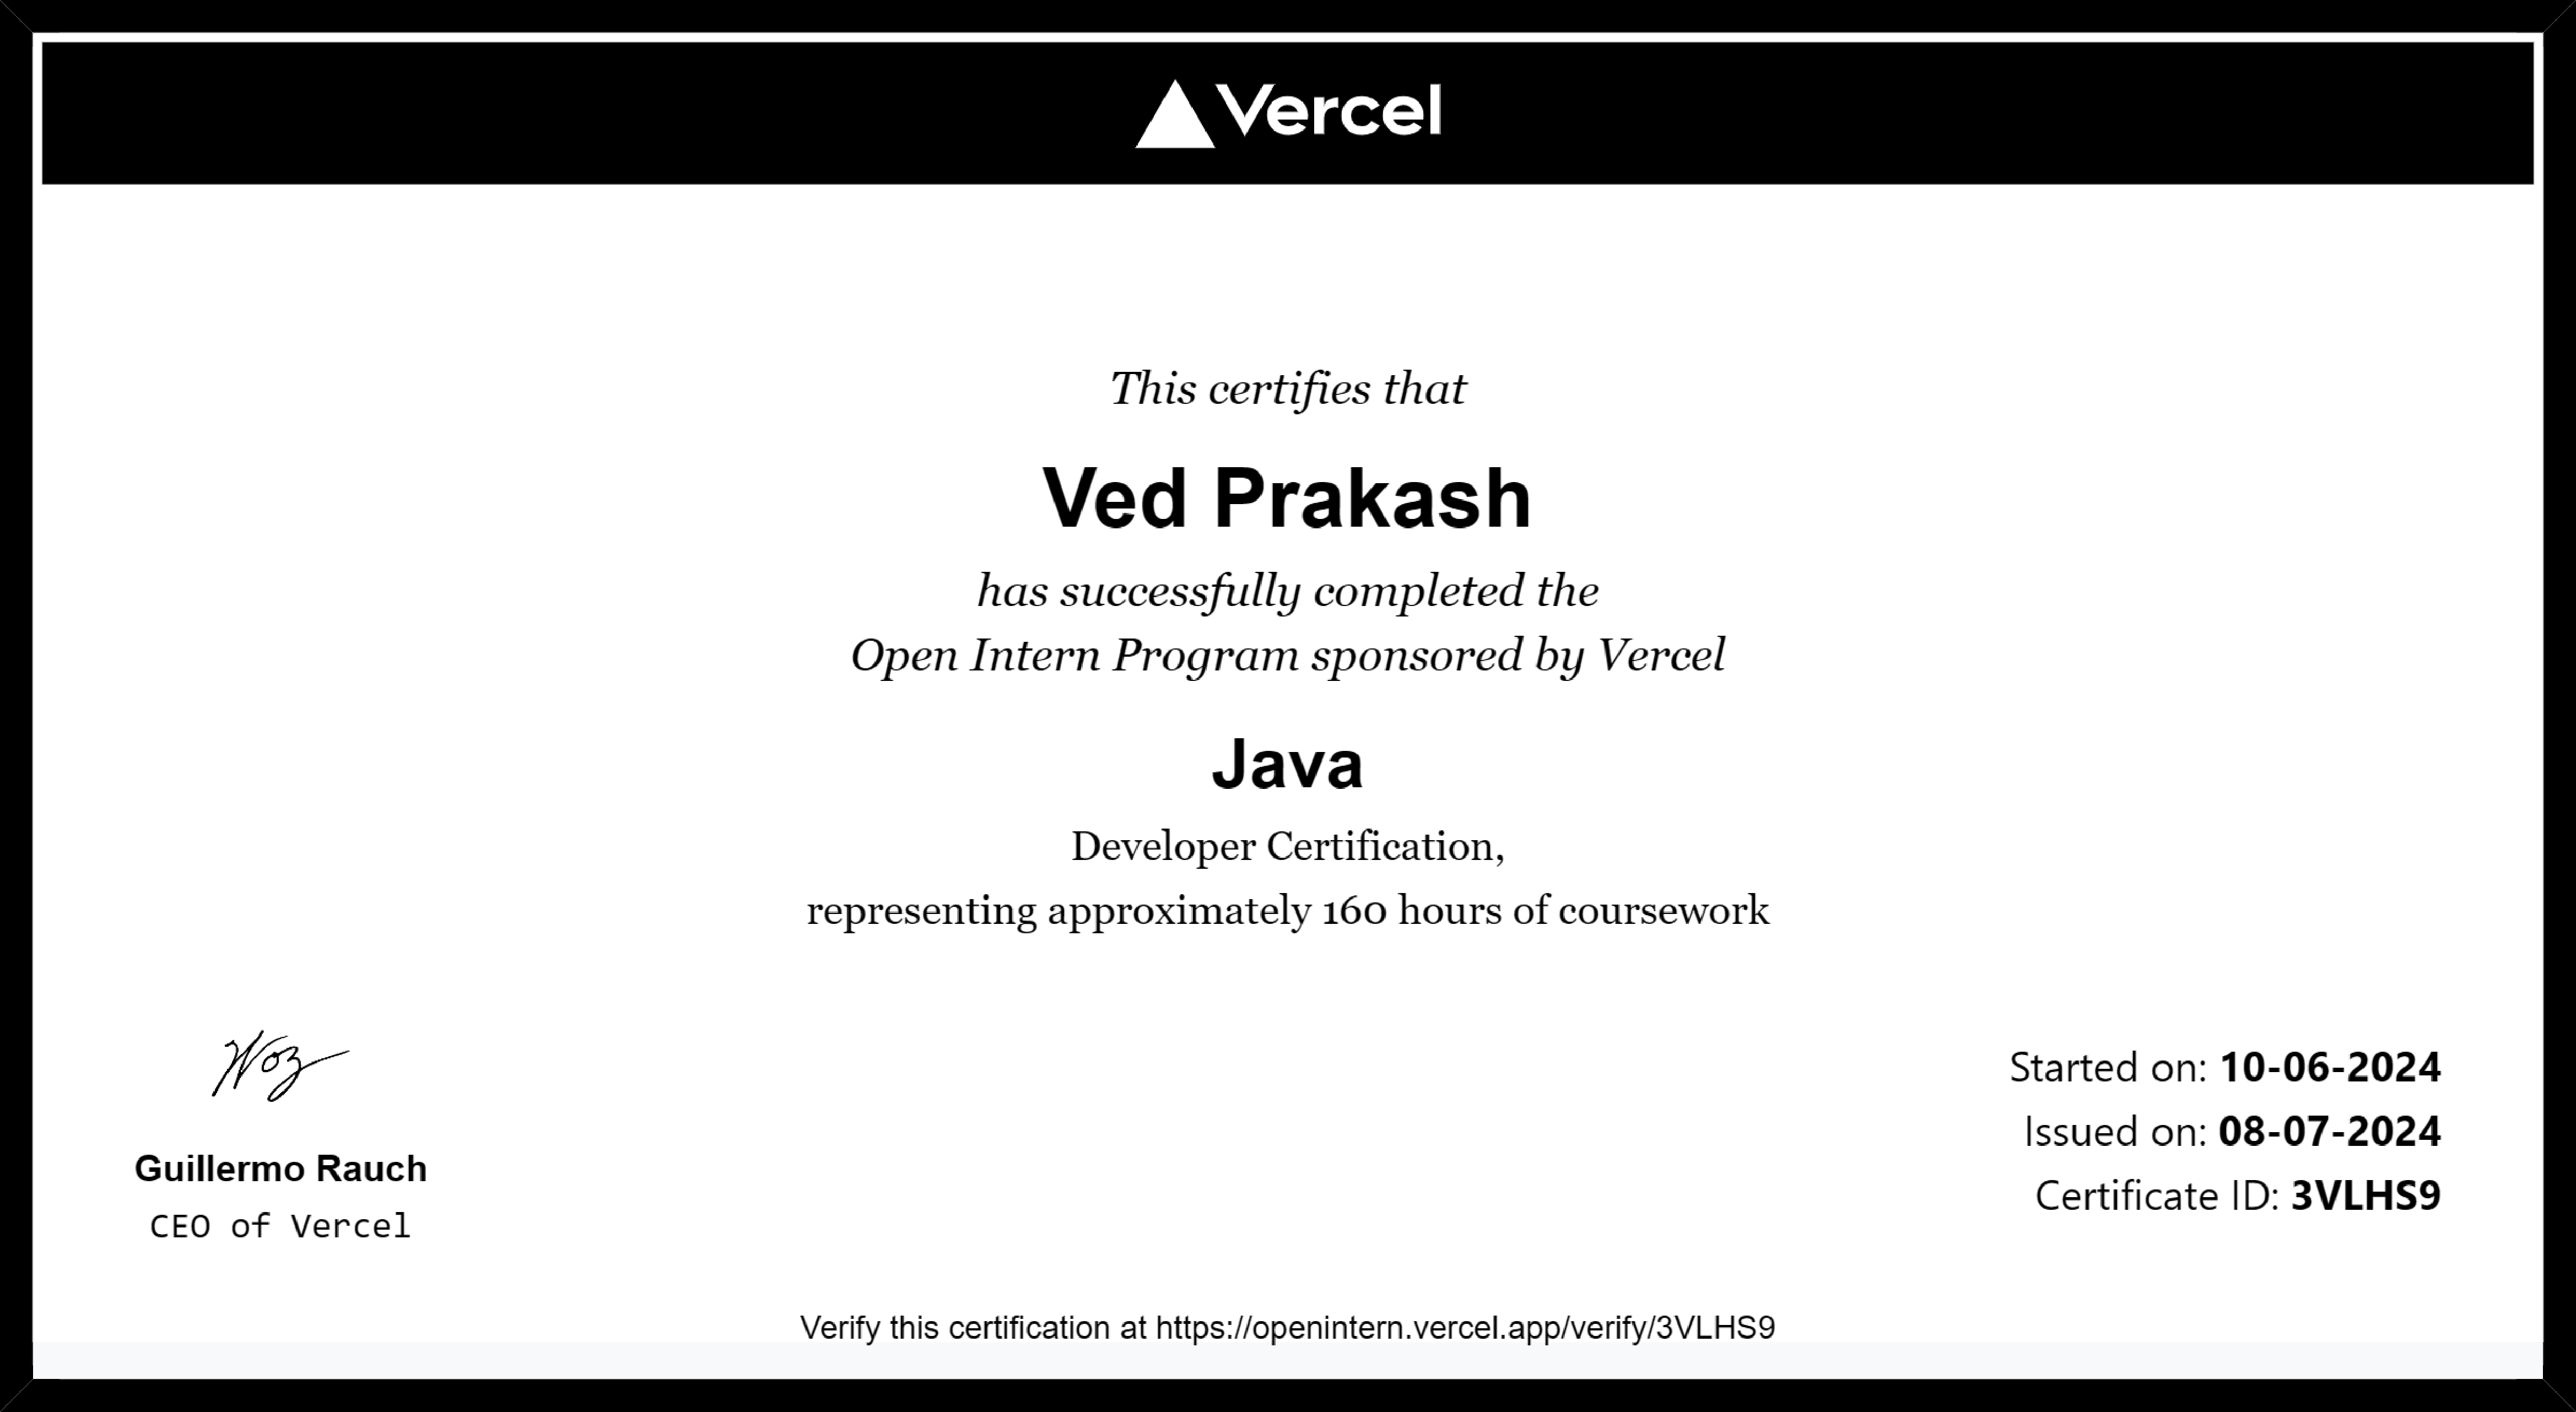 Vercel
This certifies that
Ved Prakash
has successfully completed the
Open Intern Program sponsored by Vercel
Java
Developer Certification,
representing approximately 160 hours of coursework
Woz
Guillermo Rauch
CEO of Vercel
Started on: 10-06-2024
Issued on: 08-07-2024
Certificate ID: 3VLHS9
Verify this certification at https://openintern.vercel.app/verify/3VLHS9